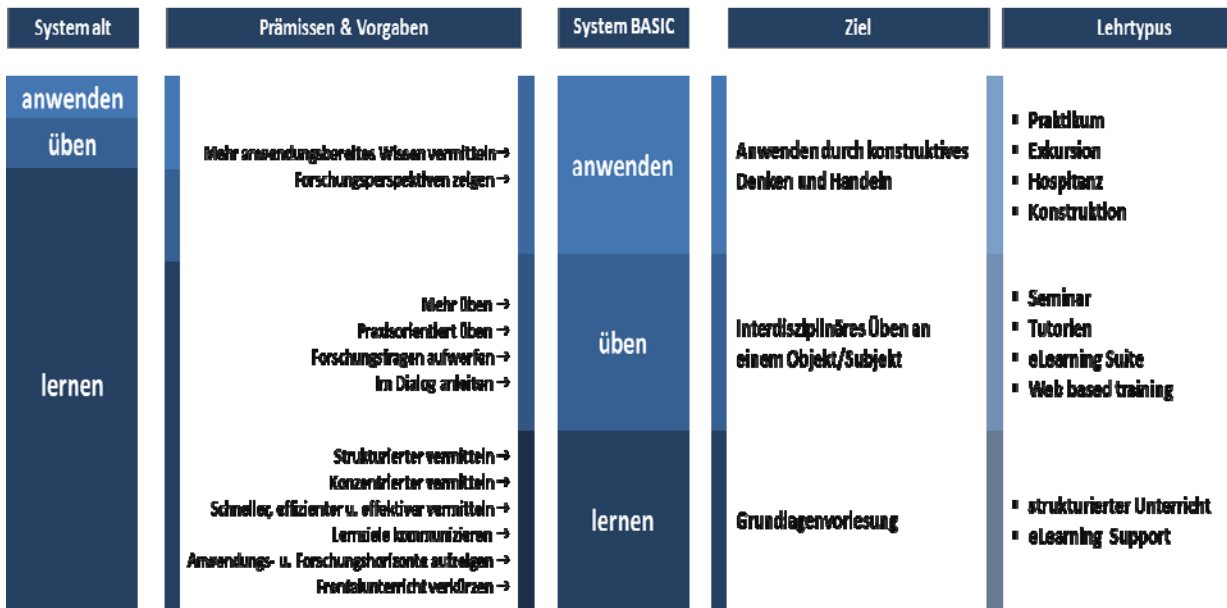 System alt
Prämissen & Vorgaben
System BASIC
Ziel
Lehrtypus
anwenden
üben
lernen
Mehr anwendungsbereites Wissen vermitteln →
Forschungsperspektiven zeigen →
Mehr üben →
Praxisorientiert üben →
Forschungsfragen aufwerfen →
Im Dialog anleiten →
Strukturierter vermitteln →
Konzentrierter vermitteln →
Schneller, effizienter u. effektiver vermitteln →
Lernziele kommunizieren →
Anwendungs- u. Forschungshorizonte aufzeigen →
Frontalunterricht verkürzen →
anwenden
üben
lernen
Anwenden durch konstruktives
Denken und Handeln
Interdisziplinäres Üben an
einem Objekt/Subjekt
Grundlagenvorlesung
▪ Praktikum
▪ Exkursion
▪ Hospitanz
▪ Konstruktion
▪ Seminar
▪ Tutorien
▪ eLearning Suite
▪ Web based training
▪ strukturierter Unterricht
▪ eLearning Support